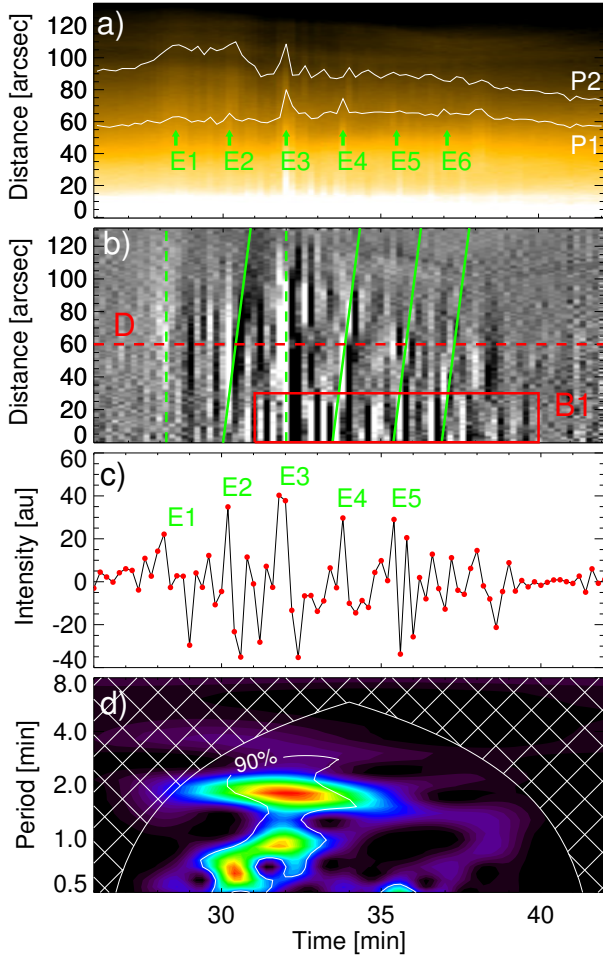 a)
Distance [arcsec]
120
100
80
60
40
20
0
P2
P1
E1 E2 E3 E4 E5 E6
b)
Distance [arcsec]
120
100
80
60
40
20
0
D
B1
c)
Intensity [au]
60
40
20
0
-20
-40
E1 E2 E3 E4 E5
d)
Period [min]
8.0
4.0
2.0
1.0
0.5
90%
30 35 40
Time [min]